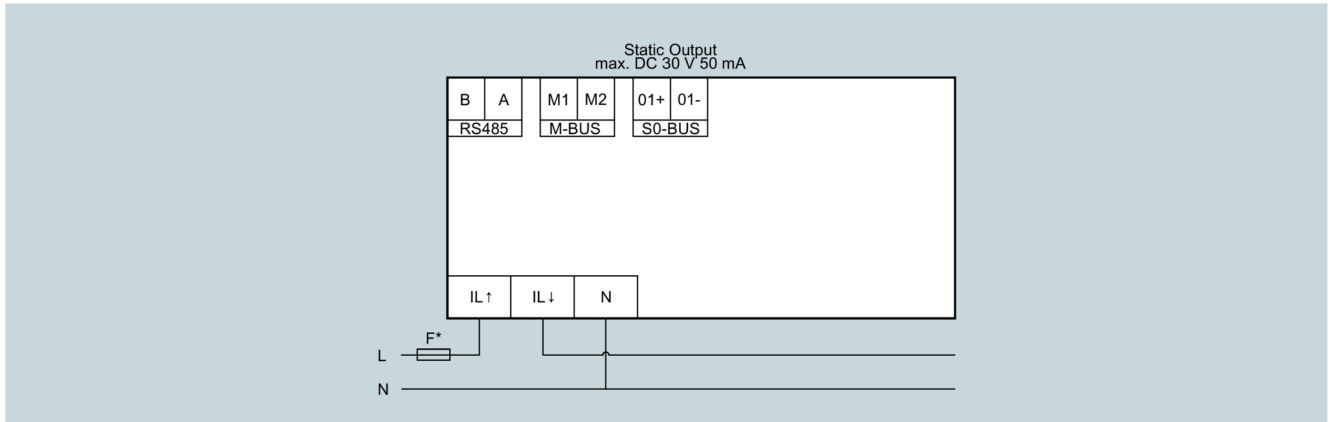 Static Output
max. DC 30 V 50 mA
B A M1 M2 01+ 01-
RS485 M-BUS S0-BUS
IL↑ IL↓ N
F*
L
N